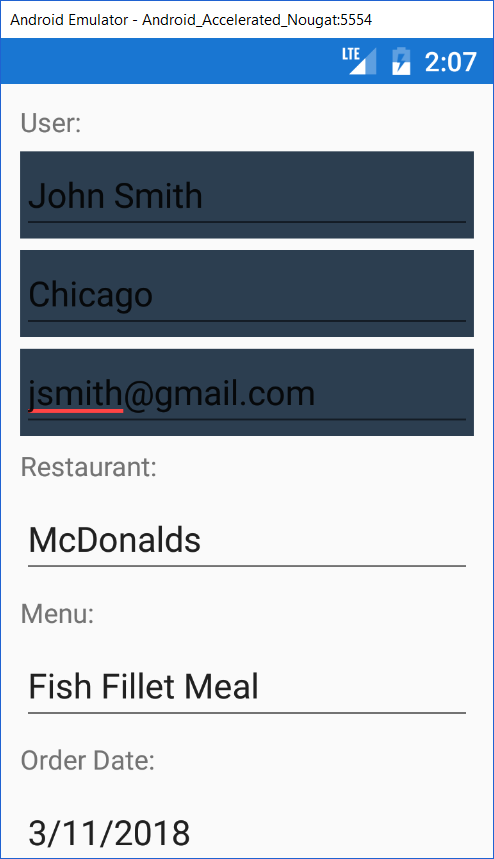 Android Emulator - Android_Accelerated_Nougat:5554
LTE 2:07
User:
John Smith
Chicago
jsmith@gmail.com
Restaurant:
McDonalds
Menu:
Fish Fillet Meal
Order Date:
3/11/2018